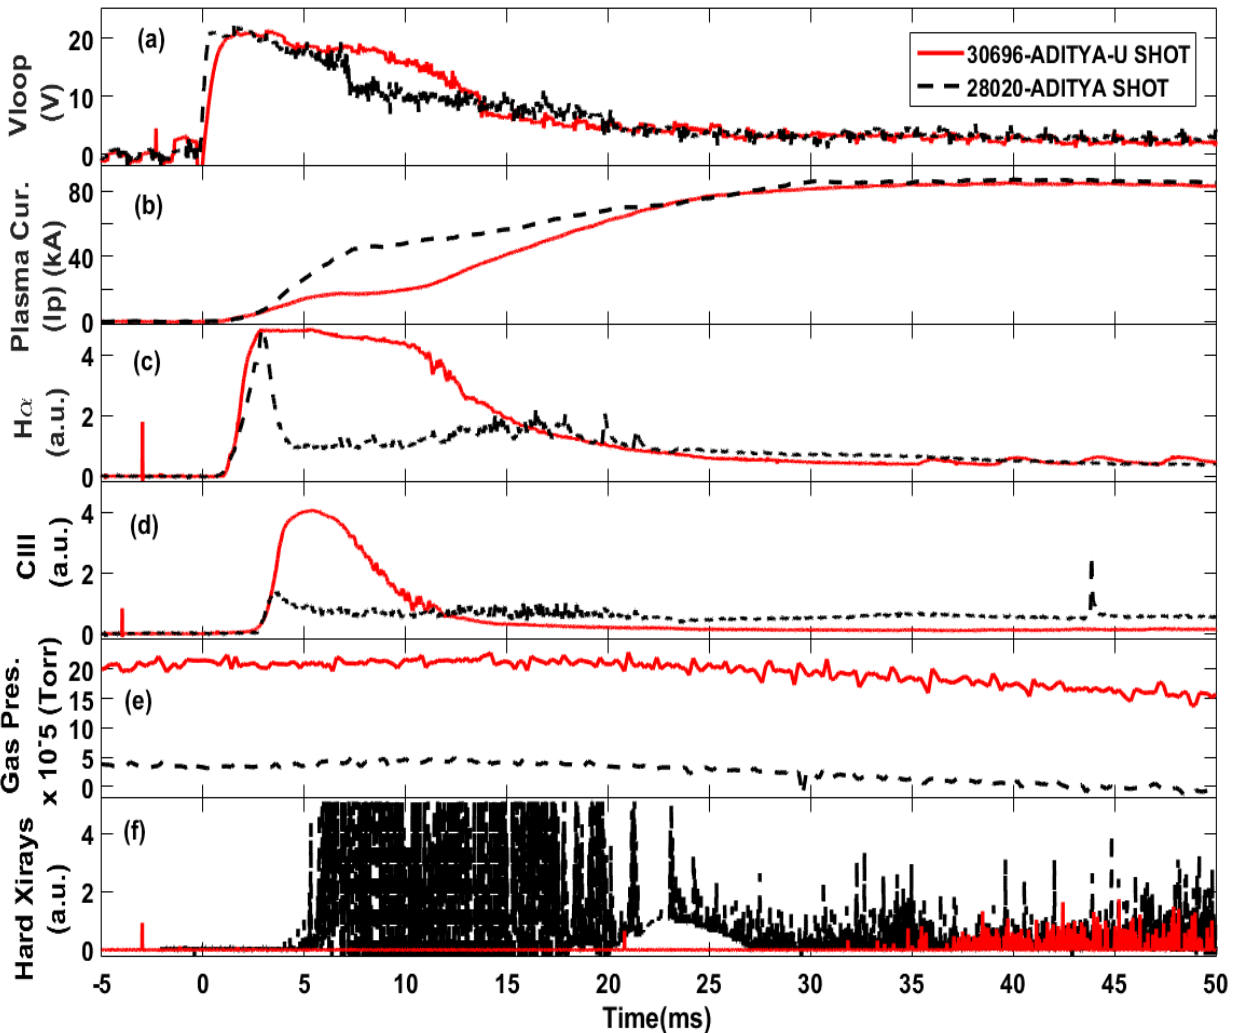 (a)
Vloop
(V)
20
10
0
30696-ADITYA-U SHOT
28020-ADITYA SHOT
(b)
Plasma Cur.
(Ip) (kA)
80
40
0
(c)
Hα
(a.u.)
4
2
0
(d)
CIII
(a.u.)
4
2
0
(e)
Gas Pres.
x 10^-5 (Torr)
20
15
10
5
0
(f)
Hard Xirays
(a.u.)
4
2
0
-5 0 5 10 15 20 25 30 35 40 45 50
Time(ms)